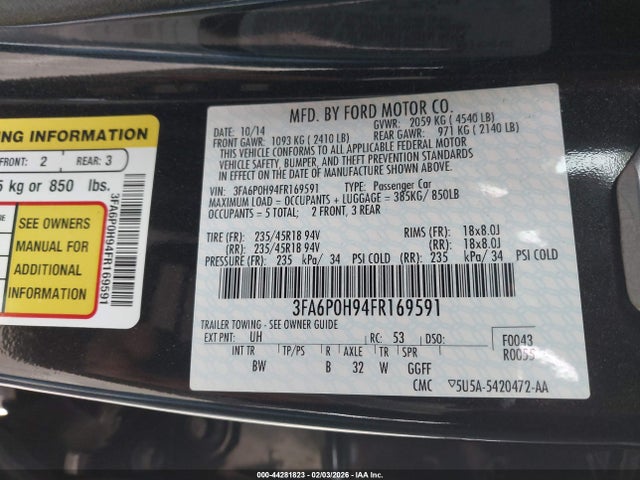 NG INFORMATION
FRONT: 2 REAR: 3
5 kg or 850 lbs.
SEE OWNERS
MANUAL FOR
ADDITIONAL
INFORMATION
3FA6P0H94FR169591
MFD. BY FORD MOTOR CO.
DATE: 10/14 GVWR: 2059 KG ( 4540 LB)
FRONT GAWR: 1093 KG ( 2410 LB) REAR GAWR: 971 KG ( 2140 LB)
THIS VEHICLE CONFORMS TO ALL APPLICABLE FEDERAL MOTOR
VEHICLE SAFETY, BUMPER, AND THEFT PREVENTION STANDARDS
IN EFFECT ON THE DATE OF MANUFACTURE SHOWN ABOVE.
VIN: 3FA6P0H94FR169591 TYPE: Passenger Car
MAXIMUM LOAD = OCCUPANTS + LUGGAGE = 385KG/ 850LB
OCCUPANTS = 5 TOTAL; 2 FRONT, 3 REAR
TIRE (FR): 235/45R18 94V RIMS (FR): 18x8.0J
(RR): 235/45R18 94V (RR): 18x8.0J
PRESSURE (FR): 235 kPa/ 34 PSI COLD (RR): 235 kPa/ 34 PSI COLD
3FA6P0H94FR169591
TRAILER TOWING - SEE OWNER GUIDE
EXT PNT: UH RC: 53 DSO: F0043
R0055
INT TR TP/PS R AXLE TR SPR
BW B 32 W GGFF
CMC ▽5U5A-5420472-AA
000-44281823 - 02/03/2026 - IAA Inc.